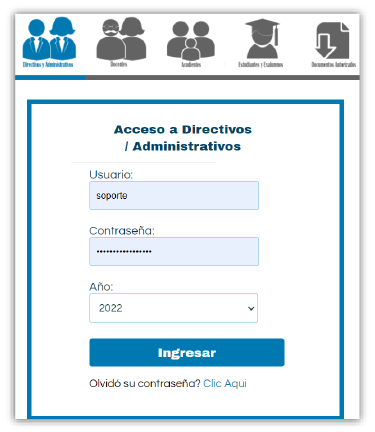 Directivos y Administrativos
Docentes
Acudientes
Estudiantes y Exalumnos
Documentos Autorizados
Acceso a Directivos
/ Administrativos
Usuario:
soporte
Contraseña:
Año:
2022
Ingresar
Olvidó su contraseña? Clic Aqui